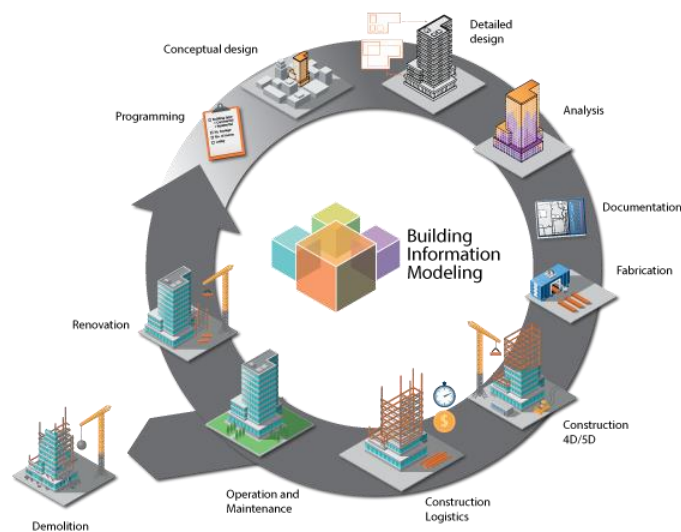 Conceptual design
Detailed
design
Programming
Analysis
Documentation
Building
Information
Modeling
Fabrication
Renovation
Construction
4D/5D
Operation and
Maintenance
Construction
Logistics
Demolition